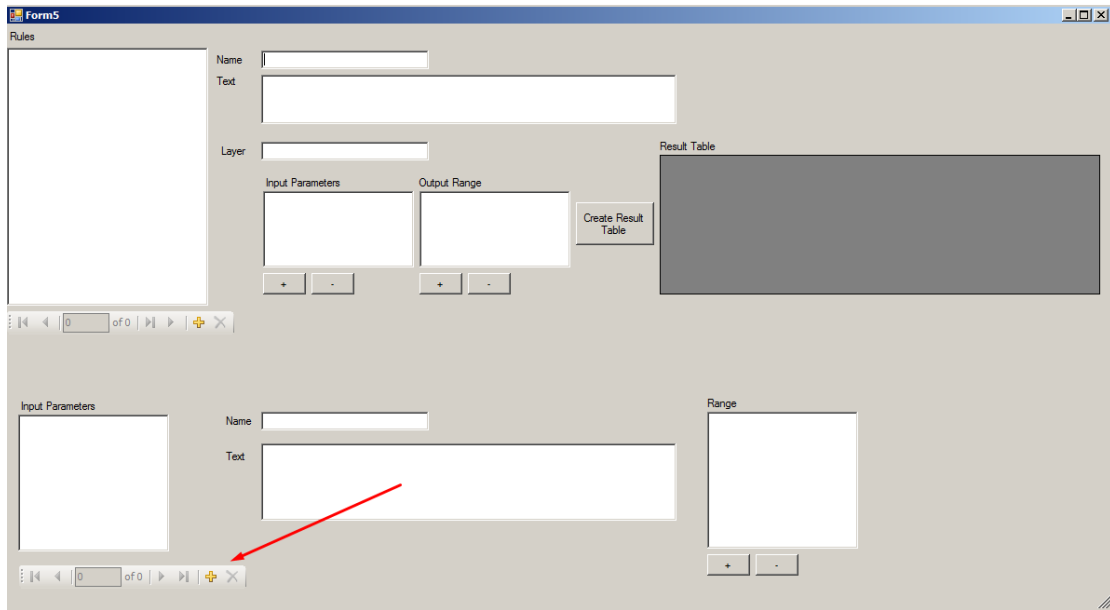 Form5
Rules
Name
Text
Layer
Result Table
Input Parameters
Output Range
Create Result
Table
+ -
+ -
0 of 0
Input Parameters
Range
Name
Text
0 of 0
+ -